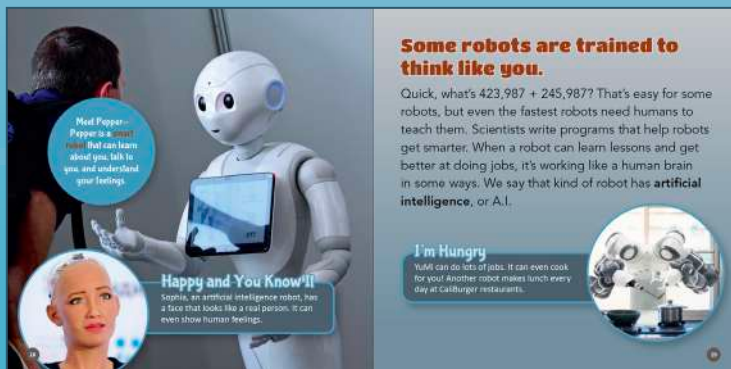 Meet Pepper—
Pepper is a smart
robot that can learn
about you, talk to
you, and understand
your feelings.
Happy and You Know It
Sophia, an artificial intelligence robot, has
a face that looks like a real person. It can
even show human feelings.
Some robots are trained to
think like you.
Quick, what's 423,987 + 245,987? That's easy for some
robots, but even the fastest robots need humans to
teach them. Scientists write programs that help robots
get smarter. When a robot can learn lessons and get
better at doing jobs, it's working like a human brain
in some ways. We say that kind of robot has artificial
intelligence, or A.I.
I'm Hungry
YuMi can do lots of jobs. It can even cook
for you! Another robot makes lunch every
day at CaliBurger restaurants.